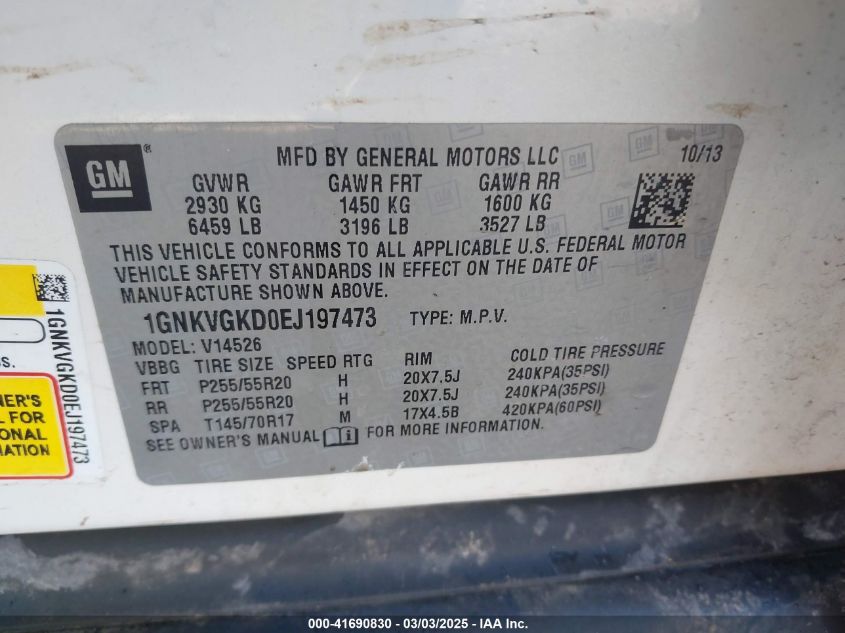 GM®
MFD BY GENERAL MOTORS LLC
10/13
GVWR GAWR FRT GAWR RR
2930 KG 1450 KG 1600 KG
6459 LB 3196 LB 3527 LB
THIS VEHICLE CONFORMS TO ALL APPLICABLE U.S. FEDERAL MOTOR
VEHICLE SAFETY STANDARDS IN EFFECT ON THE DATE OF
MANUFACTURE SHOWN ABOVE.
1GNKVGKD0EJ197473 TYPE: M.P.V.
MODEL: V14526
VBBG TIRE SIZE SPEED RTG RIM COLD TIRE PRESSURE
FRT P255/55R20 H 20X7.5J 240KPA(35PSI)
RR P255/55R20 H 20X7.5J 240KPA(35PSI)
SPA T145/70R17 M 17X4.5B 420KPA(60PSI)
SEE OWNER'S MANUAL i FOR MORE INFORMATION.
1GNKVGKD0EJ197473
S.
NER'S
L FOR
ONAL
ATION
000-41690830 - 03/03/2025 - IAA Inc.